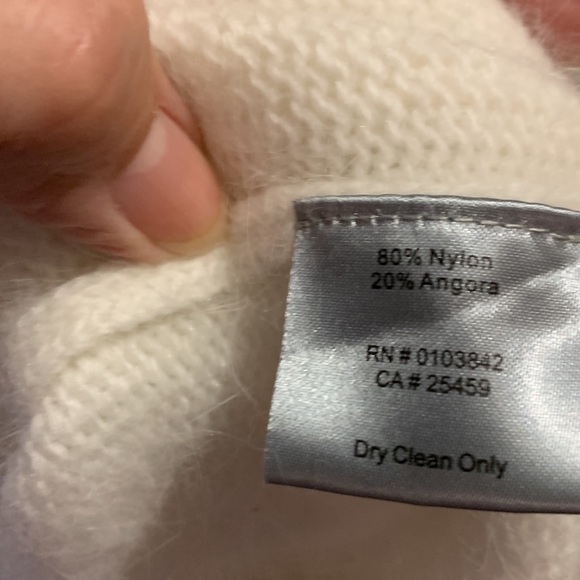 80% Nylon
20% Angora
RN # 0103842
CA # 25459
Dry Clean Only